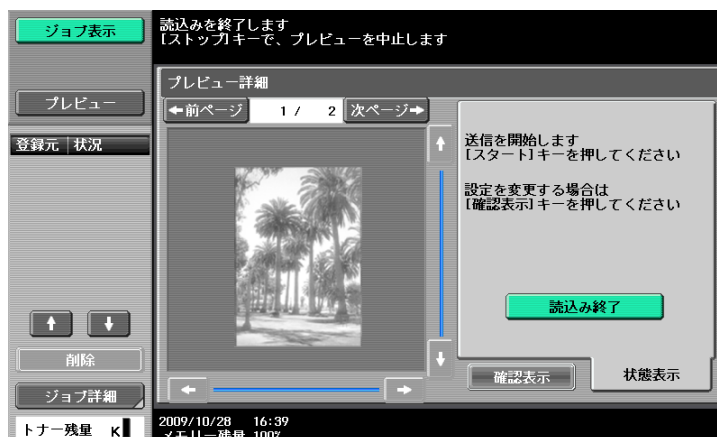 ジョブ表示
読込みを終了します
[ストップ]キーで、プレビューを中止します
プレビュー詳細
プレビュー
←前ページ
1 / 2
次ページ→
登録元 状況
送信を開始します
[スタート]キーを押してください
設定を変更する場合は
[確認表示]キーを押してください
読込み終了
削除
確認表示
状態表示
ジョブ詳細
トナー残量 K
2009/10/28 16:39
メモリー残量 100%